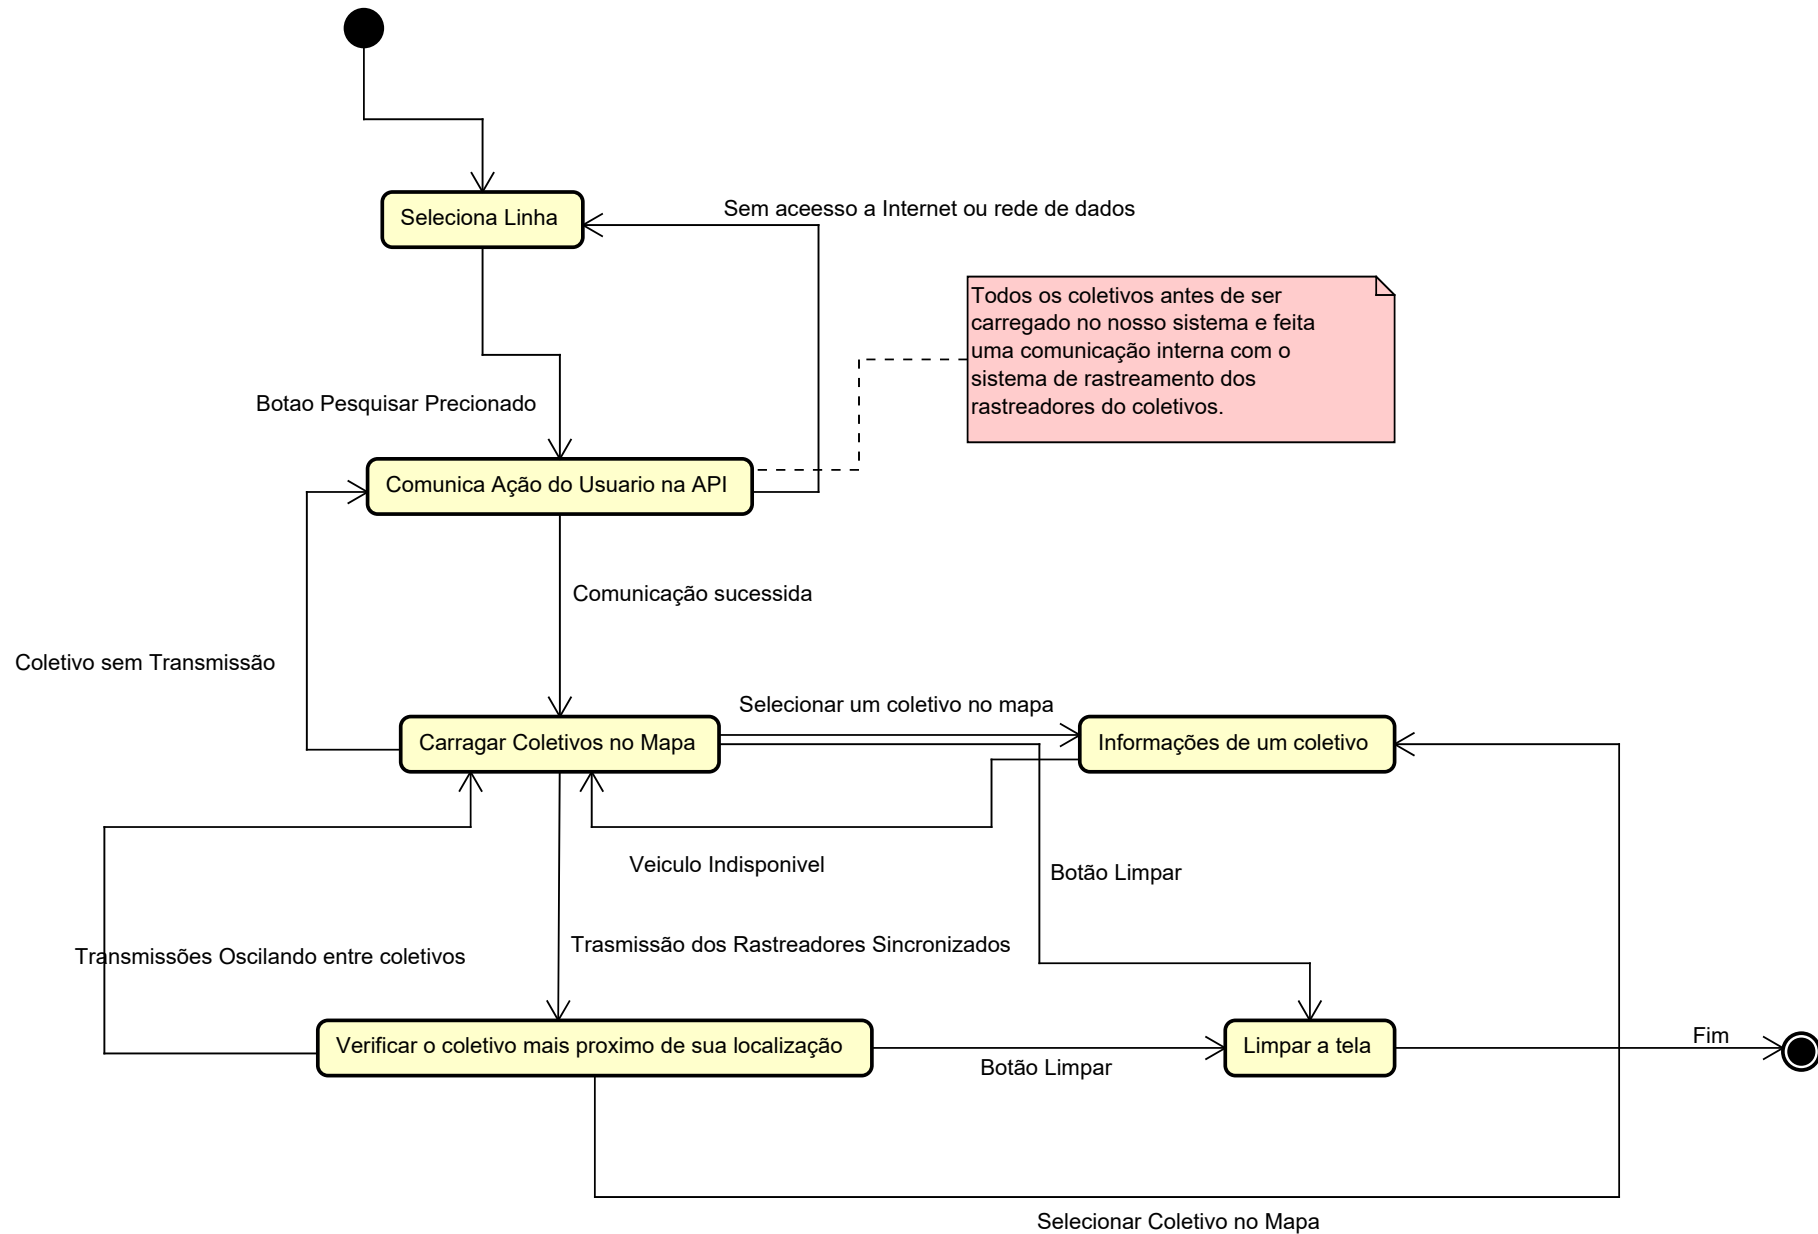 Seleciona Linha
Sem aceesso a Internet ou rede de dados
Todos os coletivos antes de ser
carregado no nosso sistema e feita
uma comunicação interna com o
sistema de rastreamento dos
rastreadores do coletivos.
Botao Pesquisar Precionado
Comunica Ação do Usuario na API
Comunicação sucessida
Coletivo sem Transmissão
Selecionar um coletivo no mapa
Carragar Coletivos no Mapa
Informações de um coletivo
Veiculo Indisponivel
Botão Limpar
Trasmissão dos Rastreadores Sincronizados
Transmissões Oscilando entre coletivos
Verificar o coletivo mais proximo de sua localização
Botão Limpar
Limpar a tela
Fim
Selecionar Coletivo no Mapa